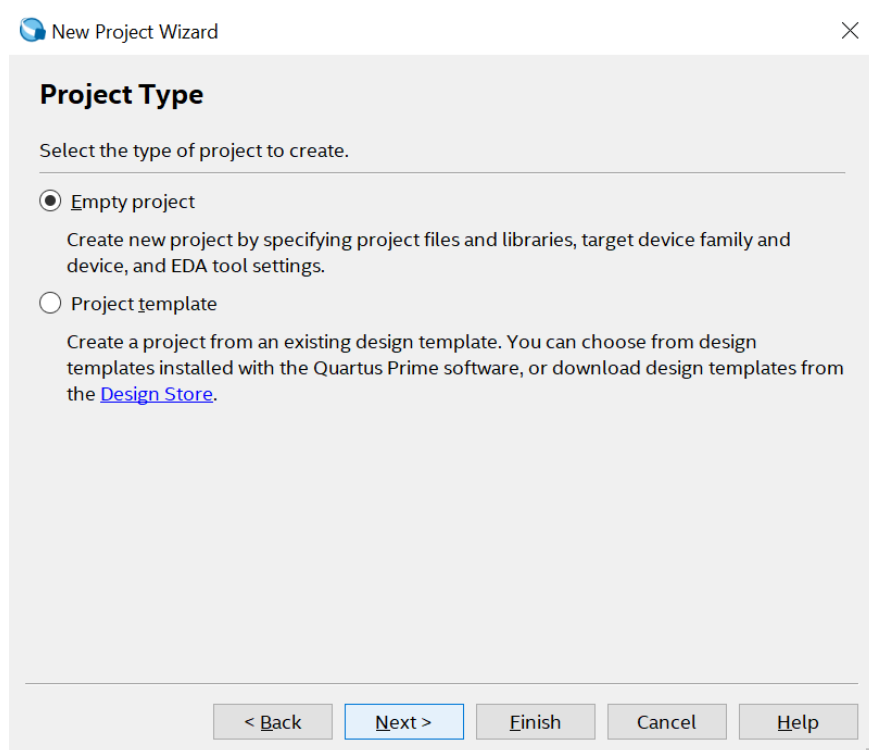 New Project Wizard
Project Type
Select the type of project to create.
Empty project
Create new project by specifying project files and libraries, target device family and
device, and EDA tool settings.
Project template
Create a project from an existing design template. You can choose from design
templates installed with the Quartus Prime software, or download design templates from
the Design Store.
< Back Next > Finish Cancel Help